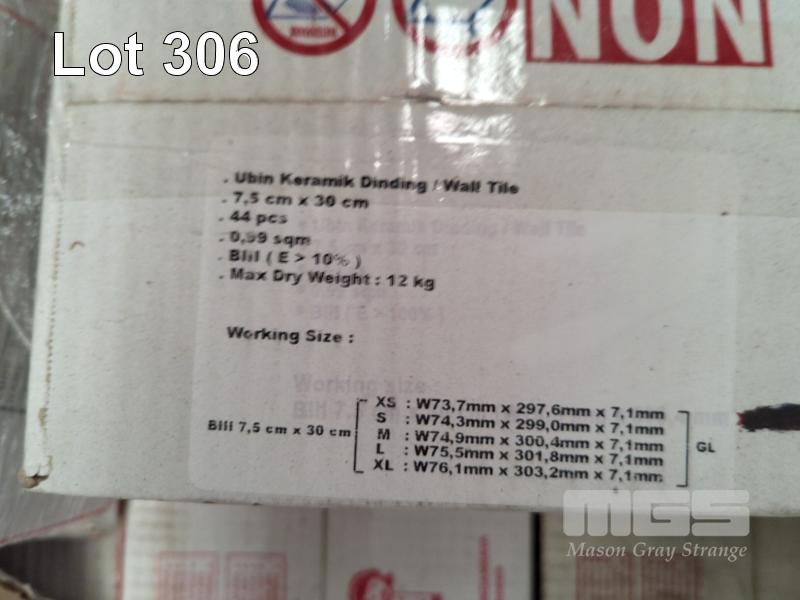 Lot 306
NON
. Ubin Keramik Dinding / Wall Tile
. 7,5 cm x 30 cm
. 44 pcs
. 0,99 sqm
. BIII ( E > 10% )
. Max Dry Weight : 12 kg
Working Size :
BIII 7,5 cm x 30 cm
XS : W73,7mm x 297,6mm x 7,1mm
S : W74,3mm x 299,0mm x 7,1mm
M : W74,9mm x 300,4mm x 7,1mm
L : W75,5mm x 301,8mm x 7,1mm
XL : W76,1mm x 303,2mm x 7,1mm
GL
MGS
Mason Gray Strange